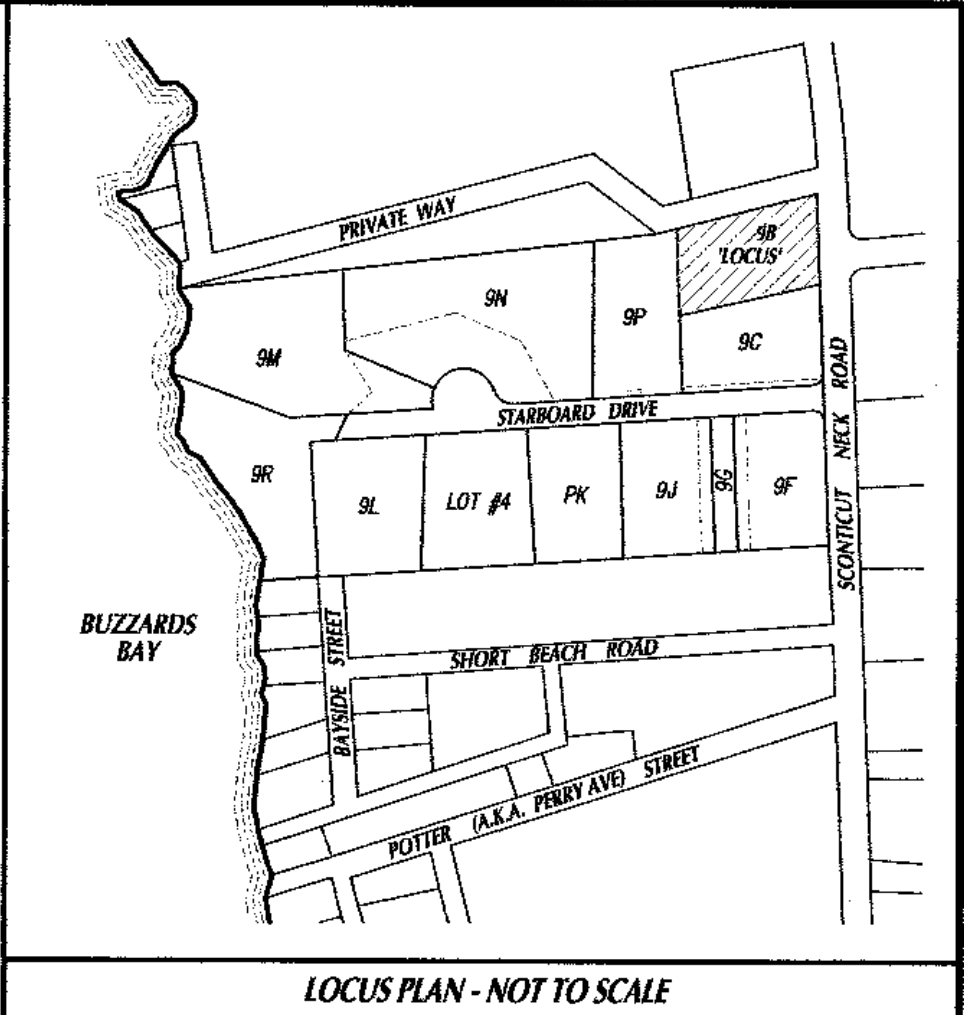 PRIVATE WAY
9B
'LOCUS'
9N
9P
9M
9C
STARBOARD DRIVE
SCONTICUT NECK ROAD
9R
9L
LOT #4
PK
9J
9G
9F
BUZZARDS
BAY
BAYSIDE STREET
SHORT BEACH ROAD
POTTER (A.K.A. PERRY AVE) STREET
LOCUS PLAN - NOT TO SCALE